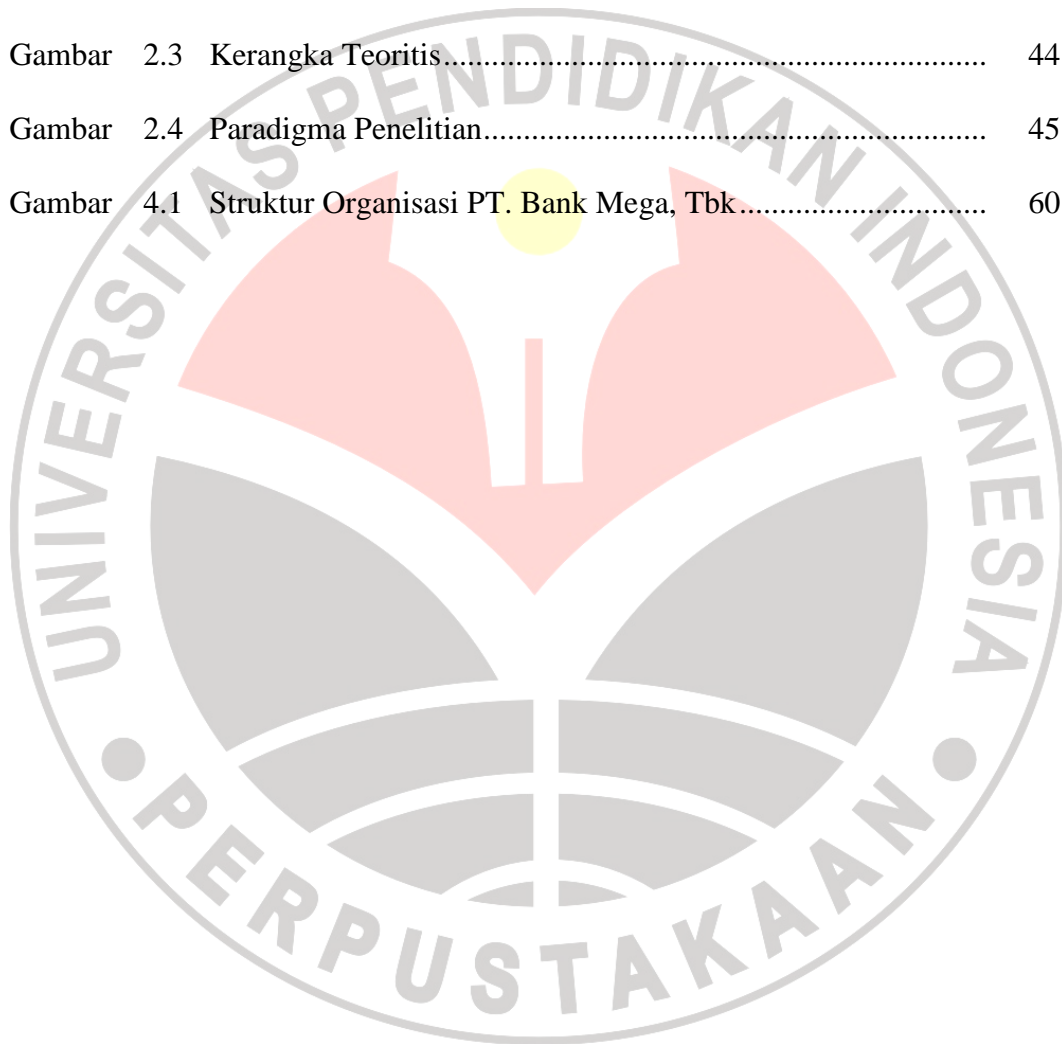 Gambar 2.3 Kerangka Teoritis.................................................................. 44
Gambar 2.4 Paradigma Penelitian............................................................. 45
Gambar 4.1 Struktur Organisasi PT. Bank Mega, Tbk.............................. 60
UNIVERSITAS PENDIDIKAN INDONESIA
PERPUSTAKAAN